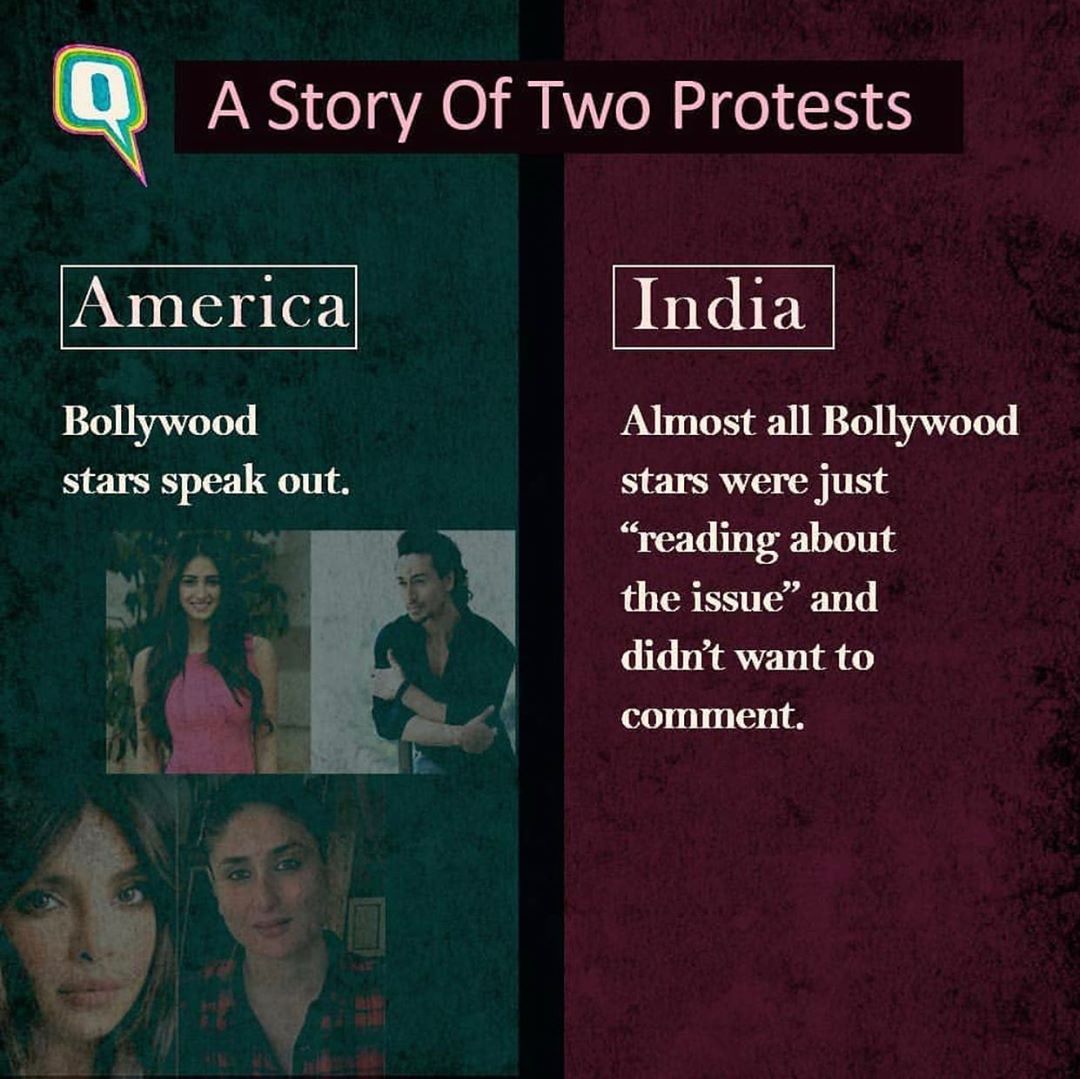 Q
A Story Of Two Protests
America
Bollywood
stars speak out.
India
Almost all Bollywood
stars were just
“reading about
the issue” and
didn’t want to
comment.